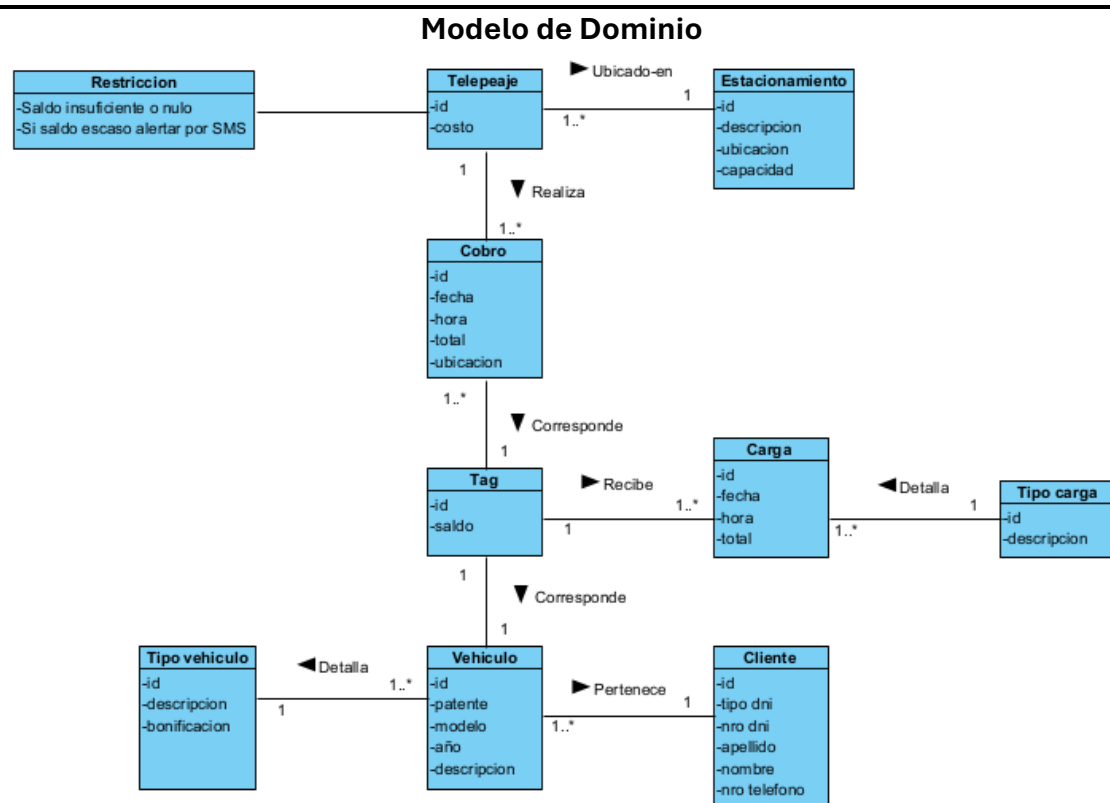 Modelo de Dominio
Restriccion
-Saldo insuficiente o nulo
-Si saldo escaso alertar por SMS
Telepeaje
-id
-costo
Ubicado-en
1
1..*
Estacionamiento
-id
-descripcion
-ubicacion
-capacidad
1
Realiza
1..*
Cobro
-id
-fecha
-hora
-total
-ubicacion
1..*
Corresponde
1
Tag
-id
-saldo
Recibe
1..*
1
Carga
-id
-fecha
-hora
-total
Detalla
1
1..*
Tipo carga
-id
-descripcion
1
Corresponde
1
Tipo vehiculo
-id
-descripcion
-bonificacion
Detalla
1..*
1
Vehiculo
-id
-patente
-modelo
-año
-descripcion
Pertenece
1
1..*
Cliente
-id
-tipo dni
-nro dni
-apellido
-nombre
-nro telefono